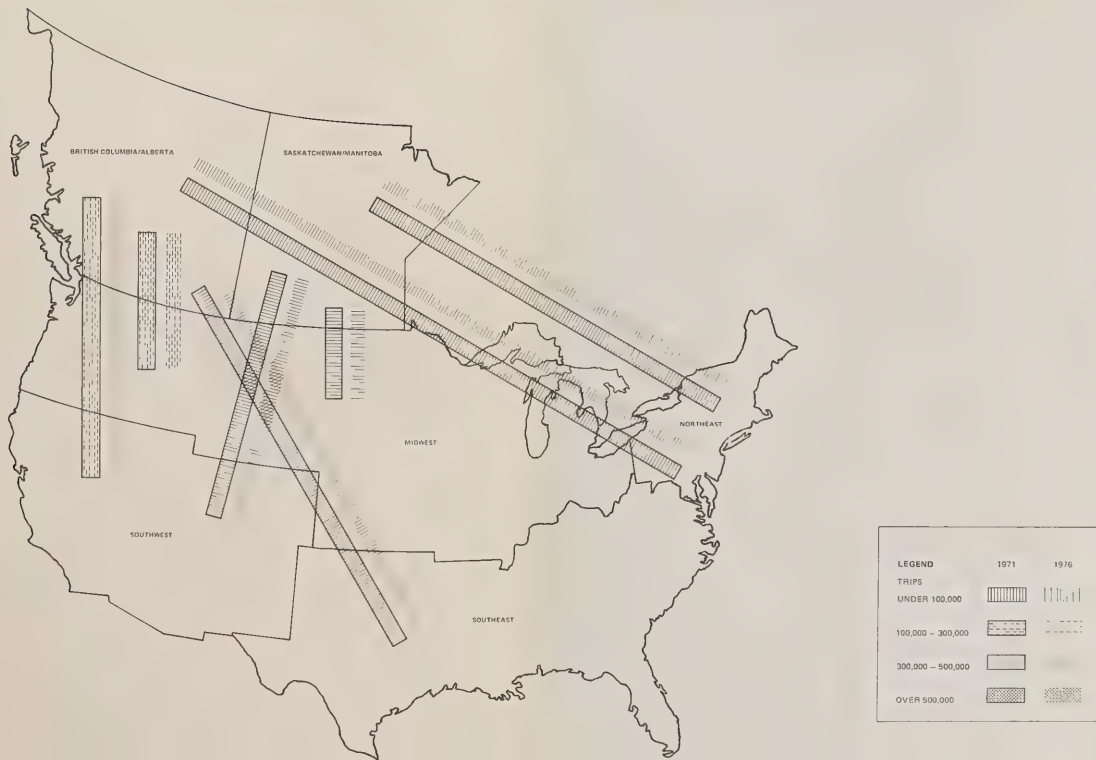 BRITISH COLUMBIA/ALBERTA
SASKATCHEWAN/MANITOBA
NORTHEAST
MIDWEST
SOUTHWEST
SOUTHEAST
LEGEND 1971 1976
TRIPS
UNDER 100,000
100,000 – 300,000
300,000 – 500,000
OVER 500,000